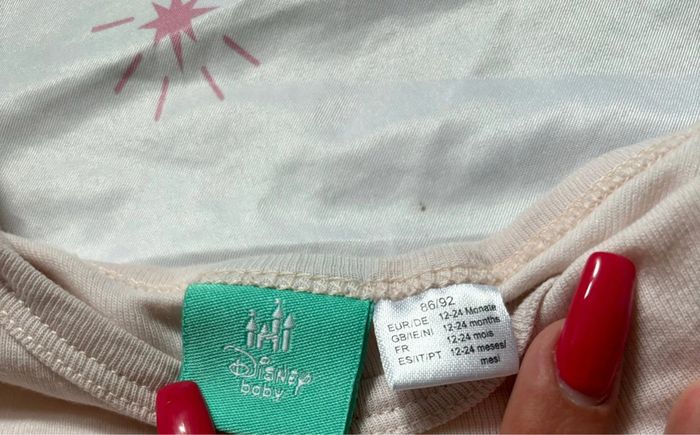 Disney
baby
86/92
EUR/DE 12-24 Monate
GB/IE/NI 12-24 months
FR 12-24 mois
ES/IT/PT 12-24 meses/
mesi